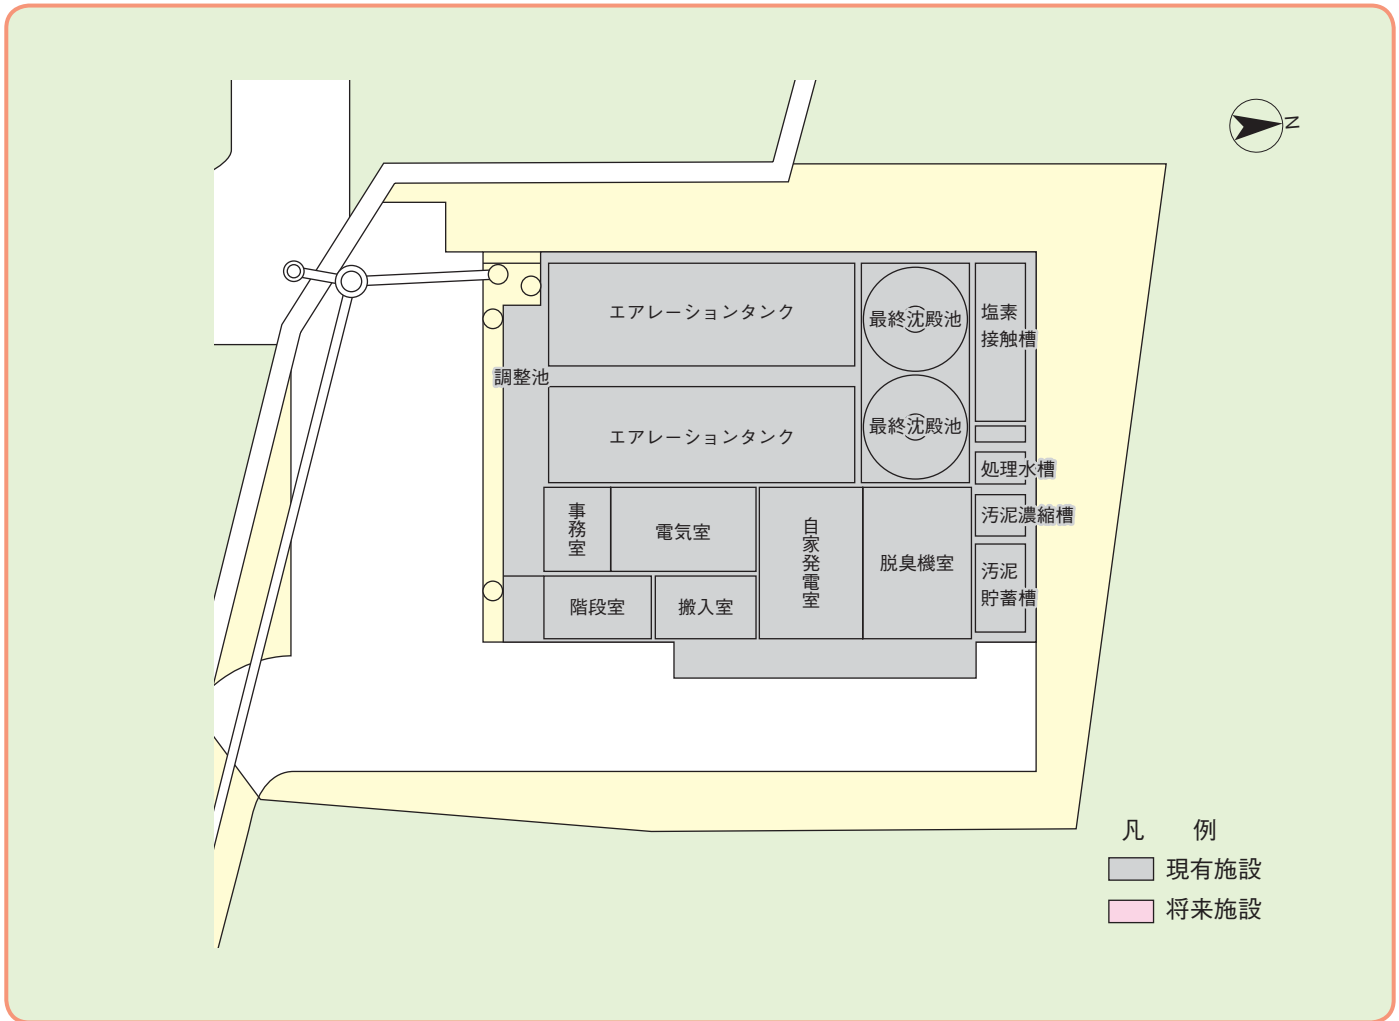 N
エアレーションタンク
最終沈殿池
塩素
接触槽
調整池
エアレーションタンク
最終沈殿池
処理水槽
汚泥濃縮槽
事務室
電気室
自家発電室
脱臭機室
汚泥
貯蓄槽
階段室
搬入室
凡　例
現有施設
将来施設